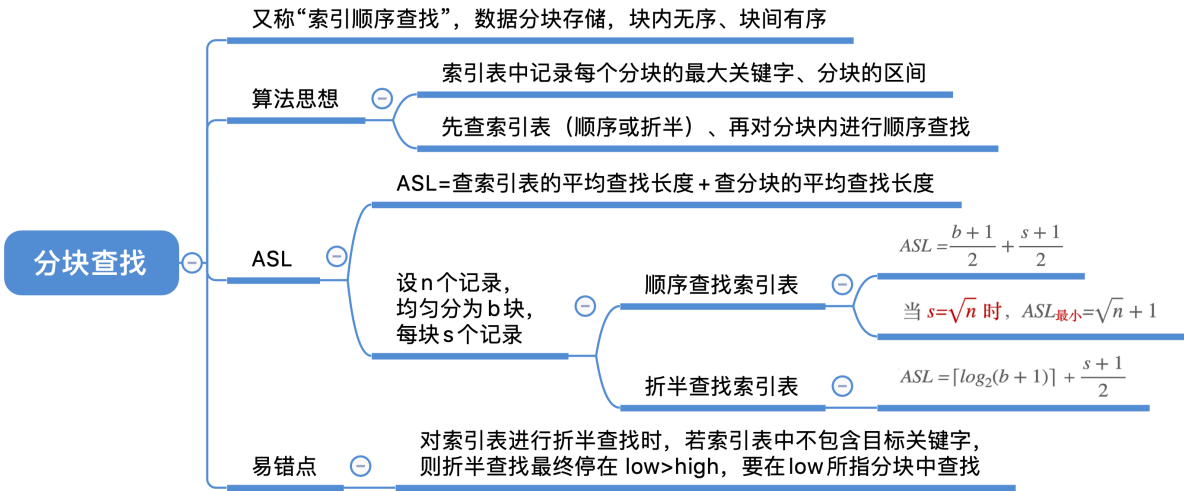 又称“索引顺序查找”，数据分块存储，块内无序、块间有序
算法思想
索引表中记录每个分块的最大关键字、分块的区间
先查索引表（顺序或折半）、再对分块内进行顺序查找
分块查找
ASL
ASL=查索引表的平均查找长度+查分块的平均查找长度
设n个记录，
均匀分为b块，
每块s个记录
顺序查找索引表
ASL=\frac{b+1}{2}+\frac{s+1}{2}
当 s=\sqrt{n} 时，ASL最小=\sqrt{n}+1
折半查找索引表
ASL=⌈log₂(b+1)⌉+\frac{s+1}{2}
易错点
对索引表进行折半查找时，若索引表中不包含目标关键字，
则折半查找最终停在 low>high，要在low所指分块中查找